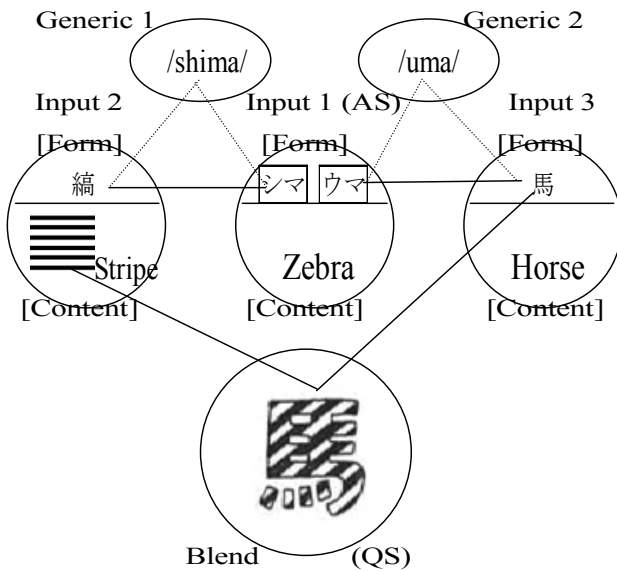 Generic 1
Generic 2
/shima/
/uma/
Input 2
Input 1 (AS)
Input 3
[Form]
[Form]
[Form]
縞
シマ
ウマ
馬
Stripe
Zebra
Horse
[Content]
[Content]
[Content]
馬
Blend
(QS)